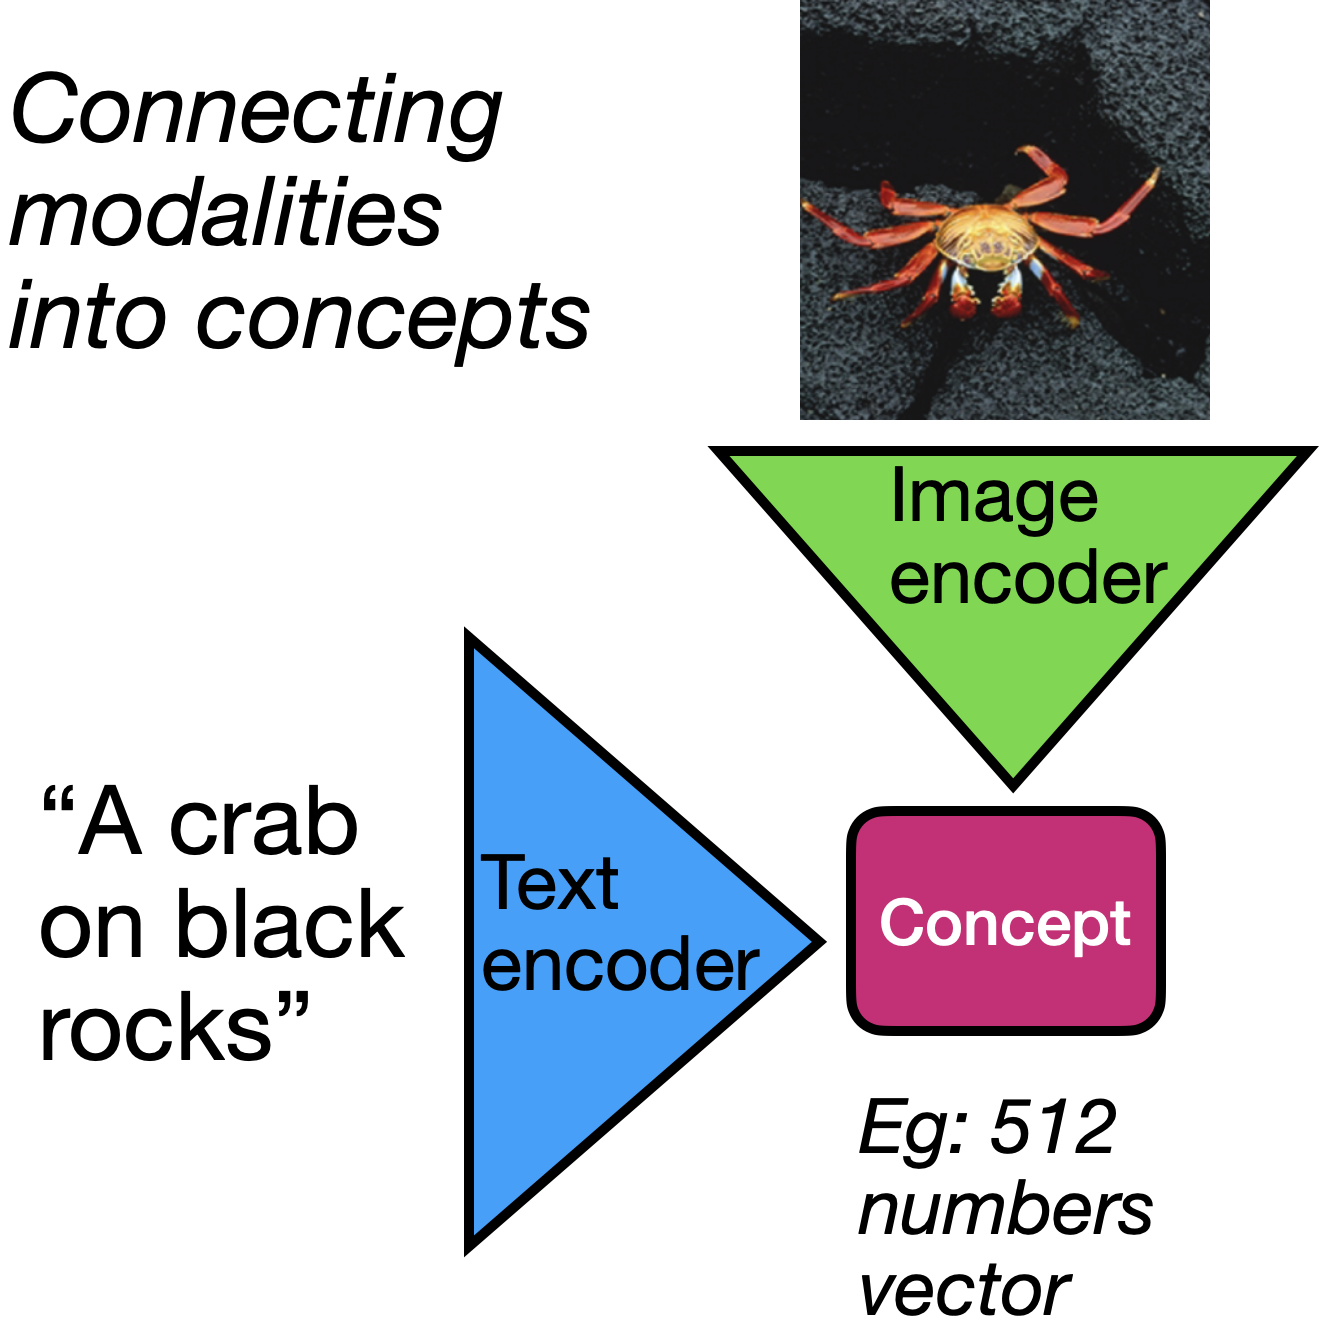 Connecting
modalities
into concepts
Image
encoder
“A crab
on black
rocks”
Text
encoder
Concept
Eg: 512
numbers
vector